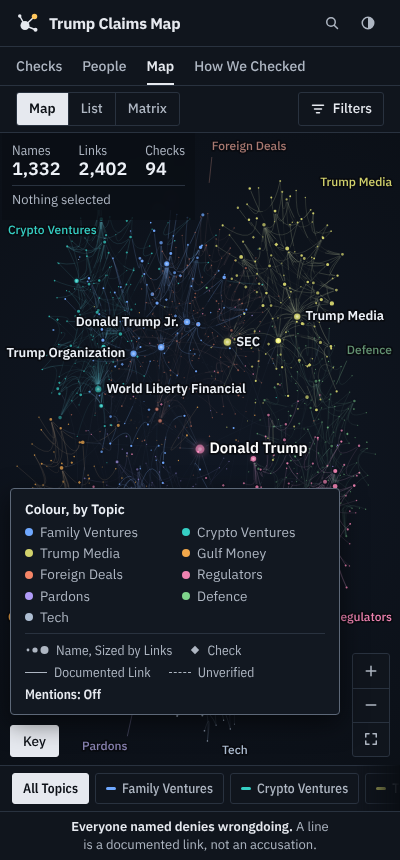 Trump Claims Map
Checks People Map How We Checked
Map List Matrix Filters
Names Links Checks
1,332 2,402 94
Nothing selected
Foreign Deals
Trump Media
Crypto Ventures
Donald Trump Jr.
Trump Media
SEC
Trump Organization
Defence
World Liberty Financial
Donald Trump
Colour, by Topic
Family Ventures Crypto Ventures
Trump Media Gulf Money
Foreign Deals Regulators
Pardons Defence
Tech
egulators
Name, Sized by Links Check
Documented Link Unverified
Mentions: Off
+
−
Key
Pardons
Tech
All Topics Family Ventures Crypto Ventures
Everyone named denies wrongdoing. A line
is a documented link, not an accusation.